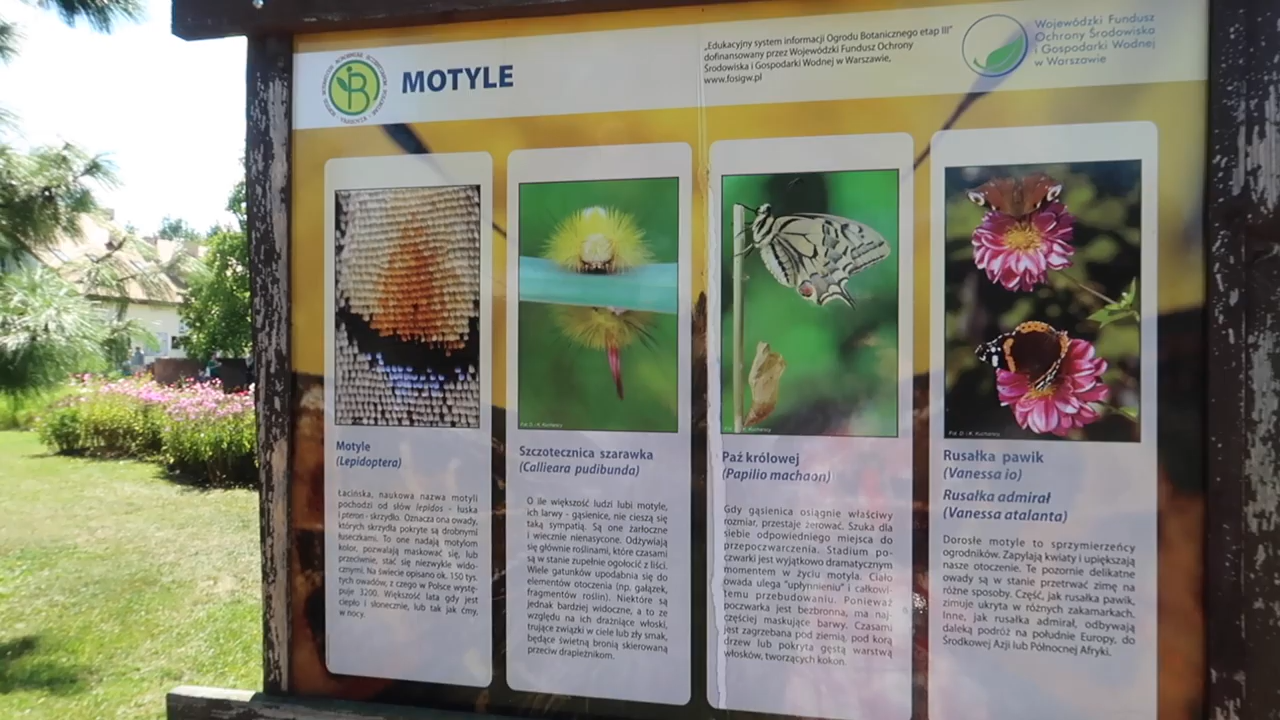 MOTYLE
„Edukacyjny system informacji Ogrodu Botanicznego etap III"
dofinansowany przez Wojewódzki Fundusz Ochrony
Środowiska i Gospodarki Wodnej w Warszawie,
www.fosigw.pl
Wojewódzki Fundusz
Ochrony Środowiska
i Gospodarki Wodnej
w Warszawie
Motyle
(Lepidoptera)
Łacińska, naukowa nazwa motyli
pochodzi od słów lepidos - łuska
i pteron - skrzydło. Oznacza ona owady,
których skrzydła pokryte są drobnymi
łuseczkami. To one nadają motylom
kolor, pozwalają maskować się, lub
przeciwnie, stać się niezwykle wido-
cznymi. Na świecie opisano ok. 150 tys.
tych owadów, z czego w Polsce wystę-
puje 3200. Większość lata gdy jest
ciepło i słonecznie, lub tak jak ćmy,
w nocy.
Szczotecznica szarawka
(Callieara pudibunda)
O ile większość ludzi lubi motyle,
ich larwy - gąsienice, nie cieszą się
taką sympatią. Są one żarłoczne
i wiecznie nienasycone. Odżywiają
się głównie roślinami, które czasami
są w stanie zupełnie ogołocić z liści.
Wiele gatunków upodabnia się do
elementów otoczenia (np. gałązek,
fragmentów roślin). Niektóre są
jednak bardziej widoczne, a to ze
względu na ich drażniące włoski,
trujące związki w ciele lub zły smak,
będące świetną bronią skierowaną
przeciw drapieżnikom.
Paź królowej
(Papilio machaon)
Gdy gąsienica osiągnie właściwy
rozmiar, przestaje żerować. Szuka dla
siebie odpowiedniego miejsca do
przepoczwarczenia. Stadium po-
czwarki jest wyjątkowo dramatycznym
momentem w życiu motyla. Ciało
owada ulega "upłynnieniu" i całkowi-
temu przebudowaniu. Ponieważ
poczwarka jest bezbronna, ma naj-
częściej maskujące barwy. Czasami
jest zagrzebana pod ziemią, pod korą
drzew lub pokryta gęstą warstwą
włosków, tworzących kokon.
Fot. D. i K. Kucharscy
Rusałka pawik
(Vanessa io)
Rusałka admirał
(Vanessa atalanta)
Dorosłe motyle to sprzymierzeńcy
ogrodników. Zapylają kwiaty i upiększają
nasze otoczenie. Te pozornie delikatne
owady są w stanie przetrwać zimę na
różne sposoby. Część, jak rusałka pawik,
zimuje ukryta w różnych zakamarkach.
Inne, jak rusałka admirał, odbywają
daleką podróż na południe Europy, do
Środkowej Azji lub Północnej Afryki.